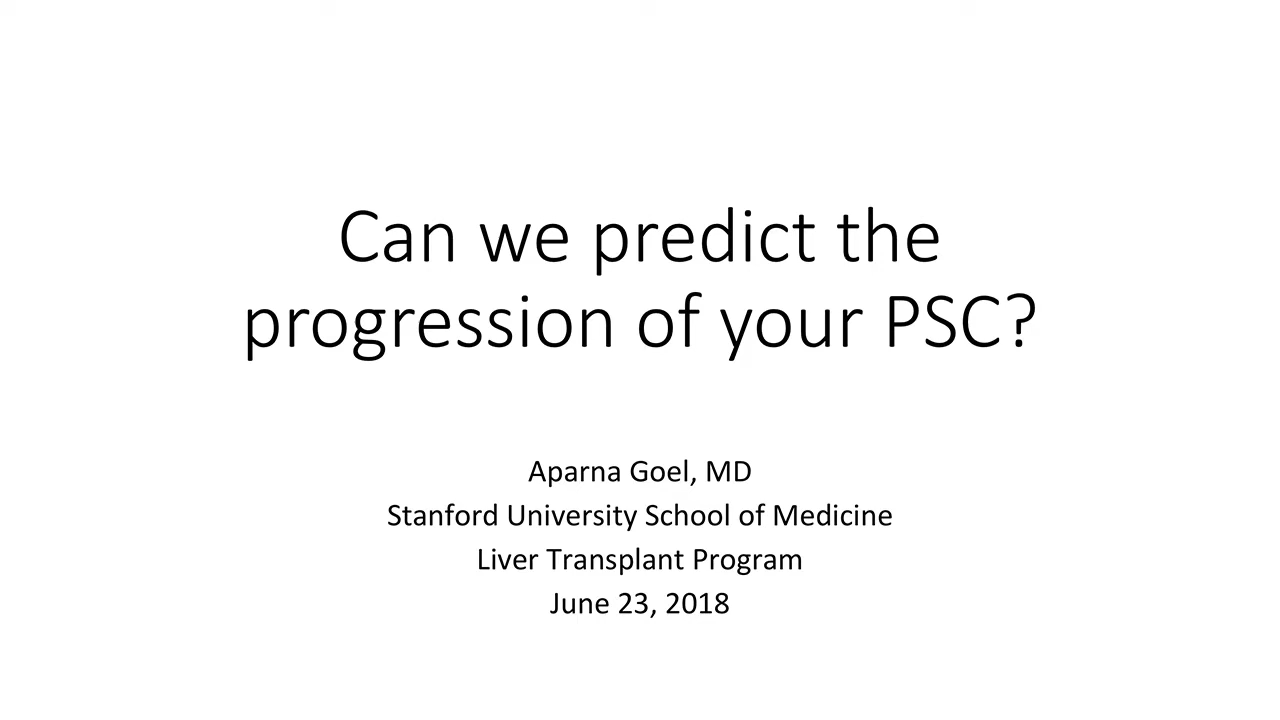 Can we predict the
progression of your PSC?
Aparna Goel, MD
Stanford University School of Medicine
Liver Transplant Program
June 23, 2018